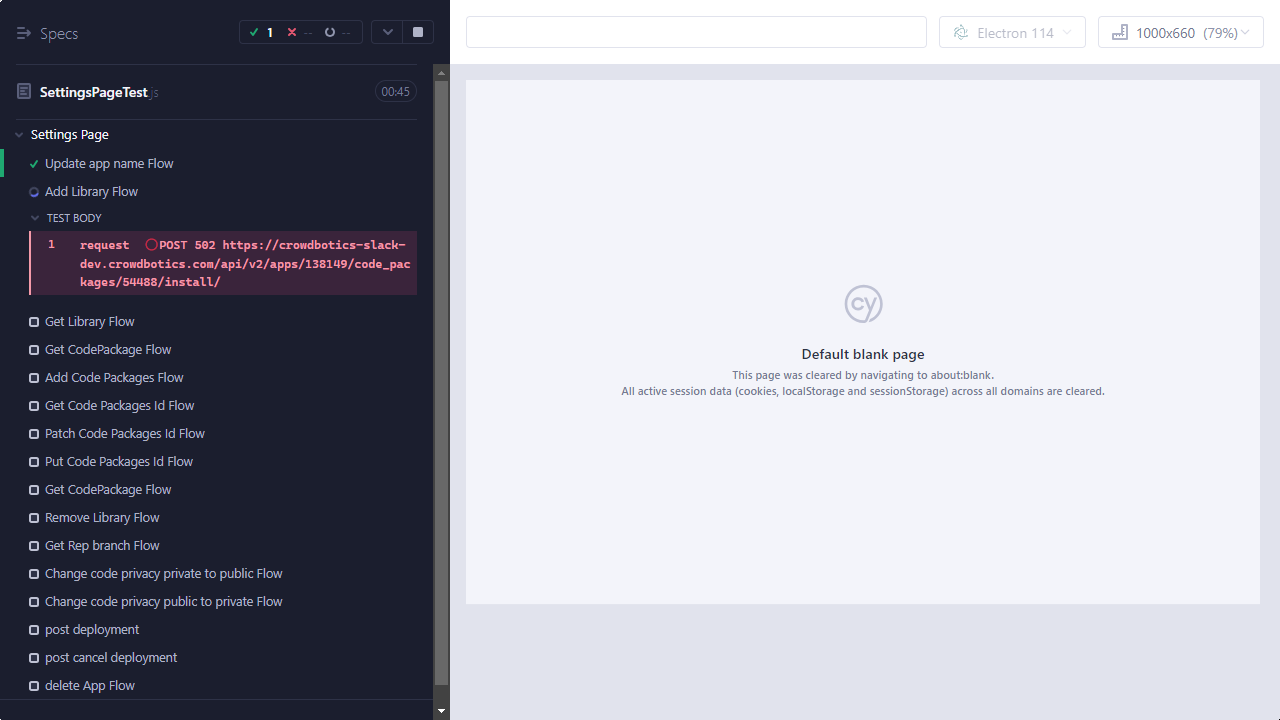 Specs
1 -- --
Electron 114
1000x660 (79%)
SettingsPageTest.js 00:45
Settings Page
Update app name Flow
Add Library Flow
TEST BODY
1 request POST 502 https://crowdbotics-slack-
dev.crowdbotics.com/api/v2/apps/138149/code_pac
kages/54488/install/
Get Library Flow
Get CodePackage Flow
Add Code Packages Flow
Get Code Packages Id Flow
Patch Code Packages Id Flow
Put Code Packages Id Flow
Get CodePackage Flow
Remove Library Flow
Get Rep branch Flow
Change code privacy private to public Flow
Change code privacy public to private Flow
post deployment
post cancel deployment
delete App Flow
cy
Default blank page
This page was cleared by navigating to about:blank.
All active session data (cookies, localStorage and sessionStorage) across all domains are cleared.